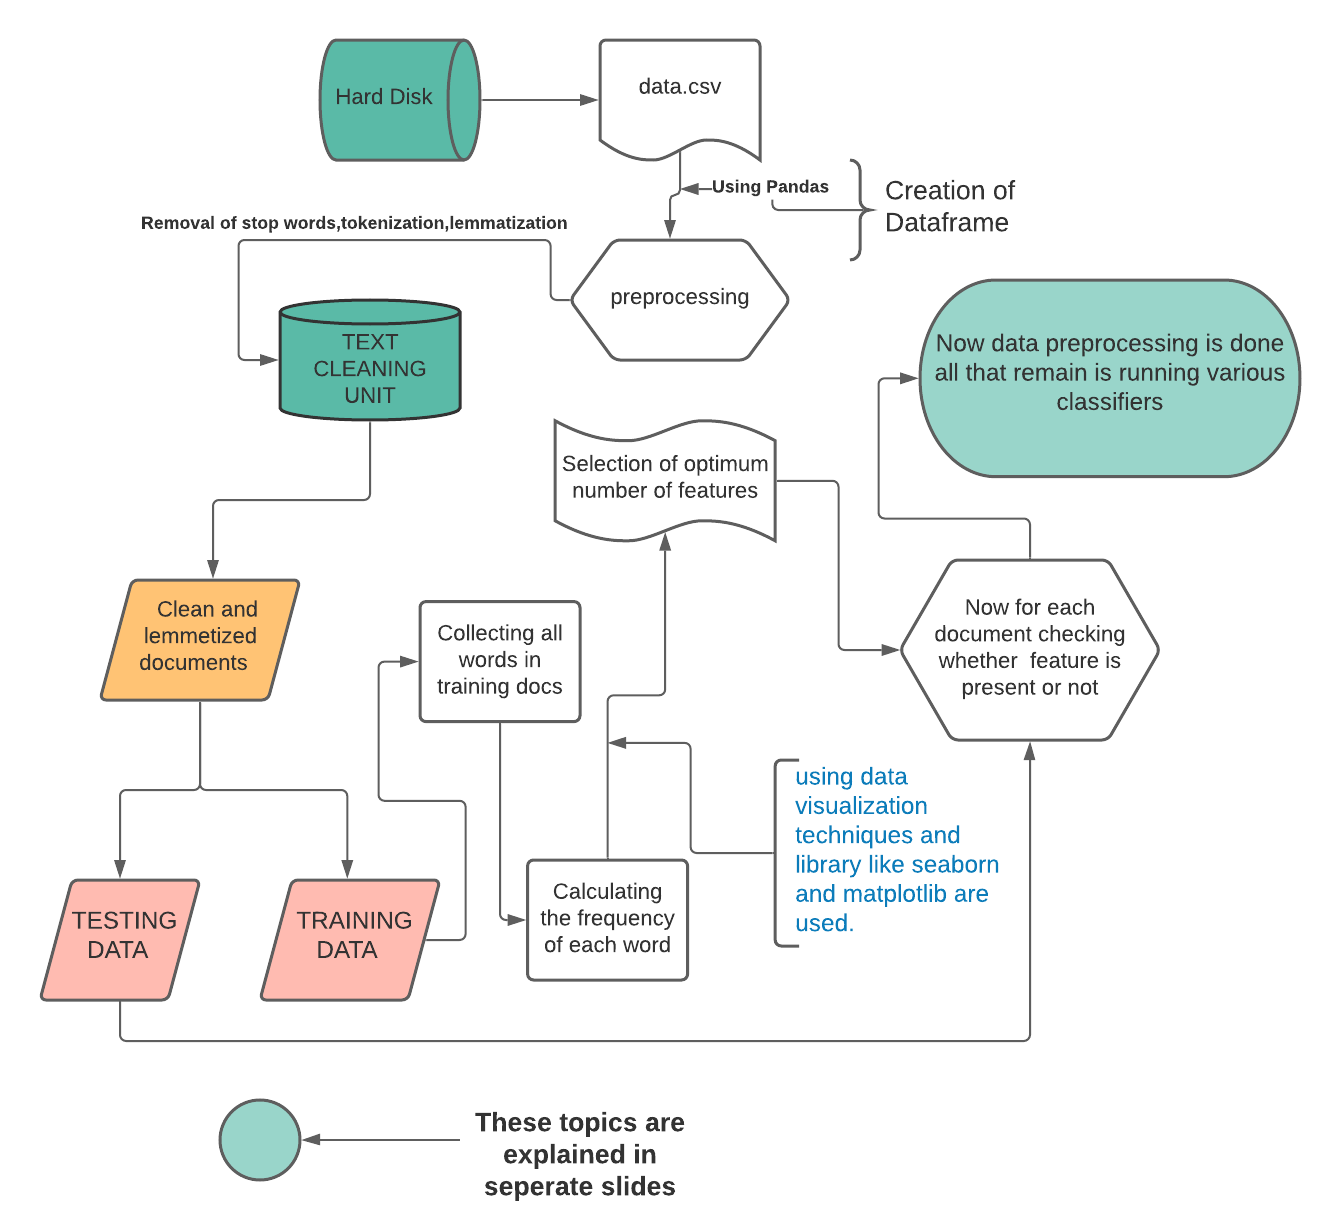 Hard Disk
data.csv
Using Pandas
Creation of
Dataframe
Removal of stop words,tokenization,lemmatization
preprocessing
TEXT
CLEANING
UNIT
Now data preprocessing is done
all that remain is running various
classifiers
Selection of optimum
number of features
Clean and
lemmetized
documents
Collecting all
words in
training docs
Now for each
document checking
whether  feature is
present or not
using data
visualization
techniques and
library like seaborn
and matplotlib are
used.
Calculating
the frequency
of each word
TESTING
DATA
TRAINING
DATA
These topics are
explained in
seperate slides